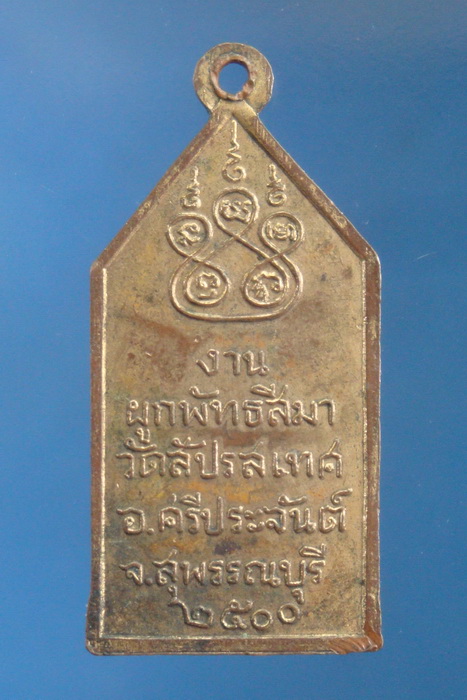 งาน
ผูกพัทธสีมา
วัดสัปรสเทศ
อ.ศรีประจันต์
จ.สุพรรณบุรี
๒๕๐๐